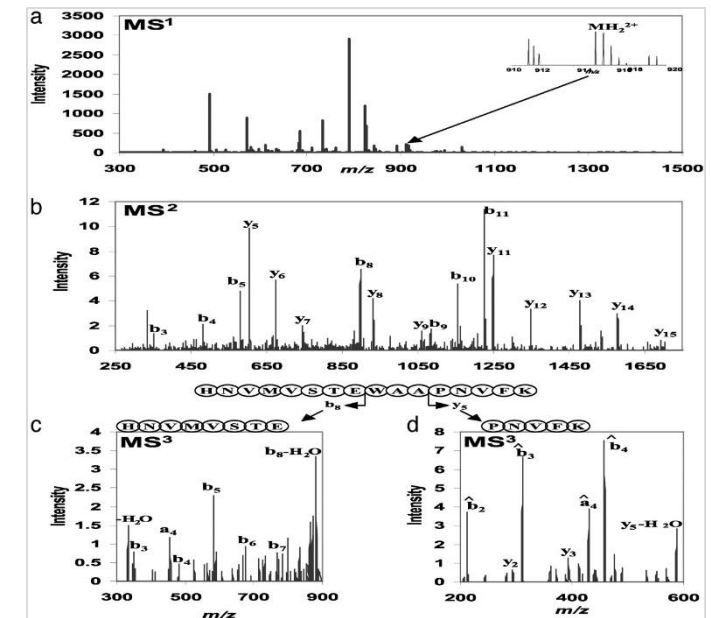 a
MS1
MH22+
3500
3000
2500
2000
1500
1000
500
0
Intensity
910 912 914 916 918 920
m/z
300 500 700 900 1100 1300 1500
m/z
b
MS2
12
10
8
6
4
2
0
Intensity
b3 b4 b5 y5 y6 y7 b8 y8 y9 b9 b10 b11 y11 y12 y13 y14 y15
250 450 650 850 1050 1250 1450 1650
HNVMVSTEWAAPNVFK
b8 y5
HNVMVSTE
PNVFK
c
MS3
4
3.5
3
2.5
2
1.5
1
0.5
0
Intensity
-H2O b3 a4 b4 b5 b6 b7 b8-H2O
300 500 700 900
m/z
d
MS3
8
7
6
5
4
3
2
1
0
Intensity
b̂2 y2 b̂3 y3 â4 b̂4 y5-H2O
200 400 600
m/z